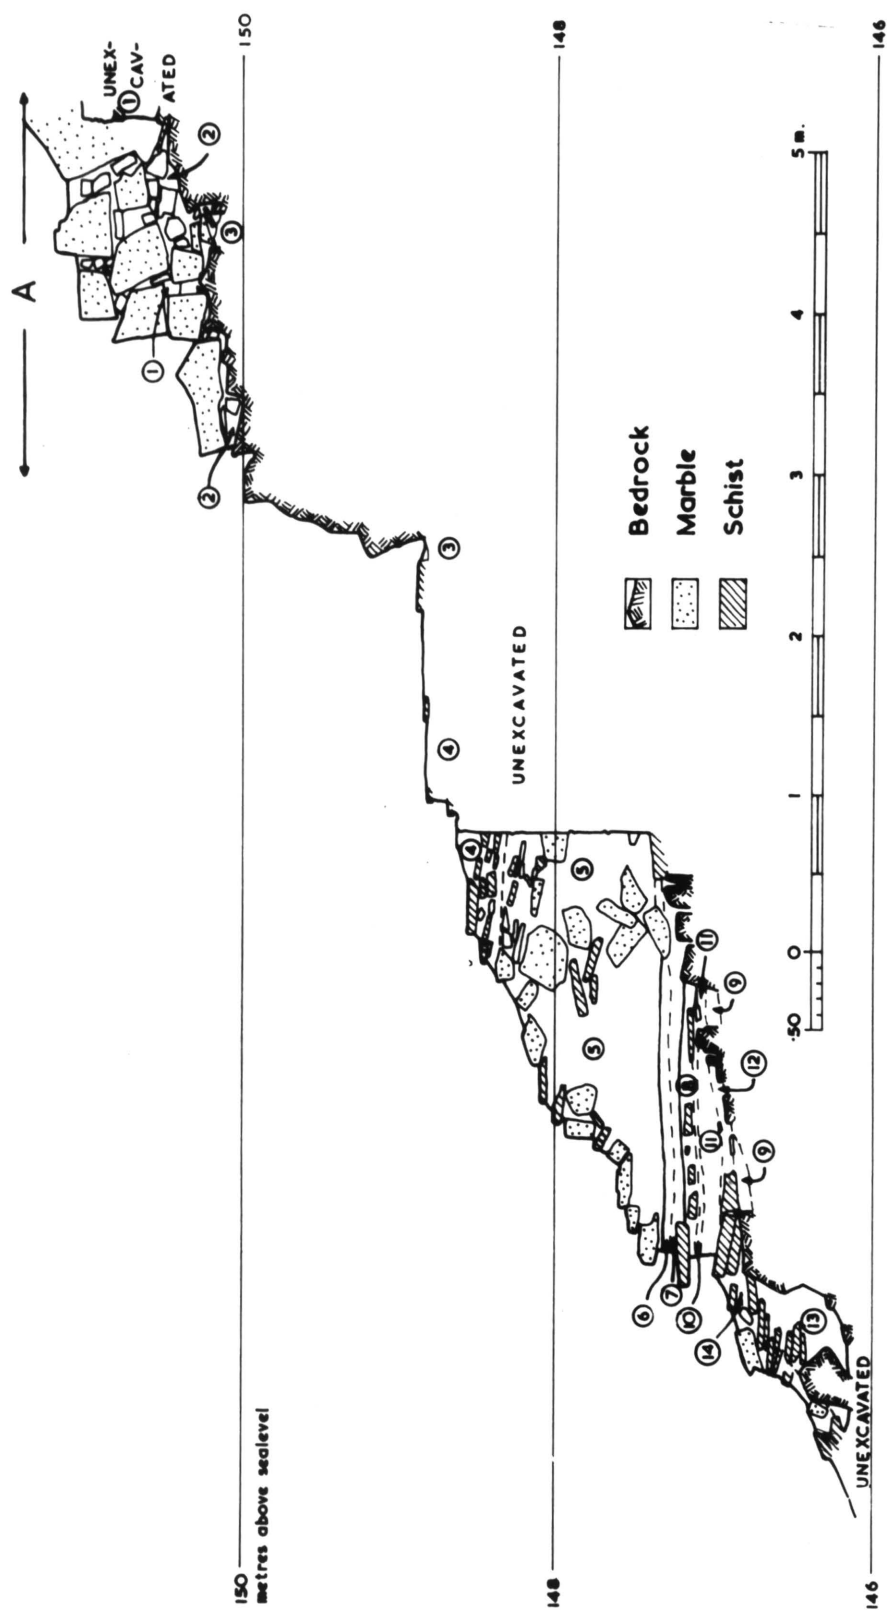 A
UNEX-
① CAV-
ATED
②
③
①
②
150
150
metres above sealevel
③
④
UNEXCAVATED
④
⑤
⑤
148
148
⑥
⑦
⑧
⑩
⑪
⑪
⑨
⑫
⑨
⑭
⑬
UNEXCAVATED
Bedrock
Marble
Schist
·50
0
1
2
3
4
5 m.
146
146